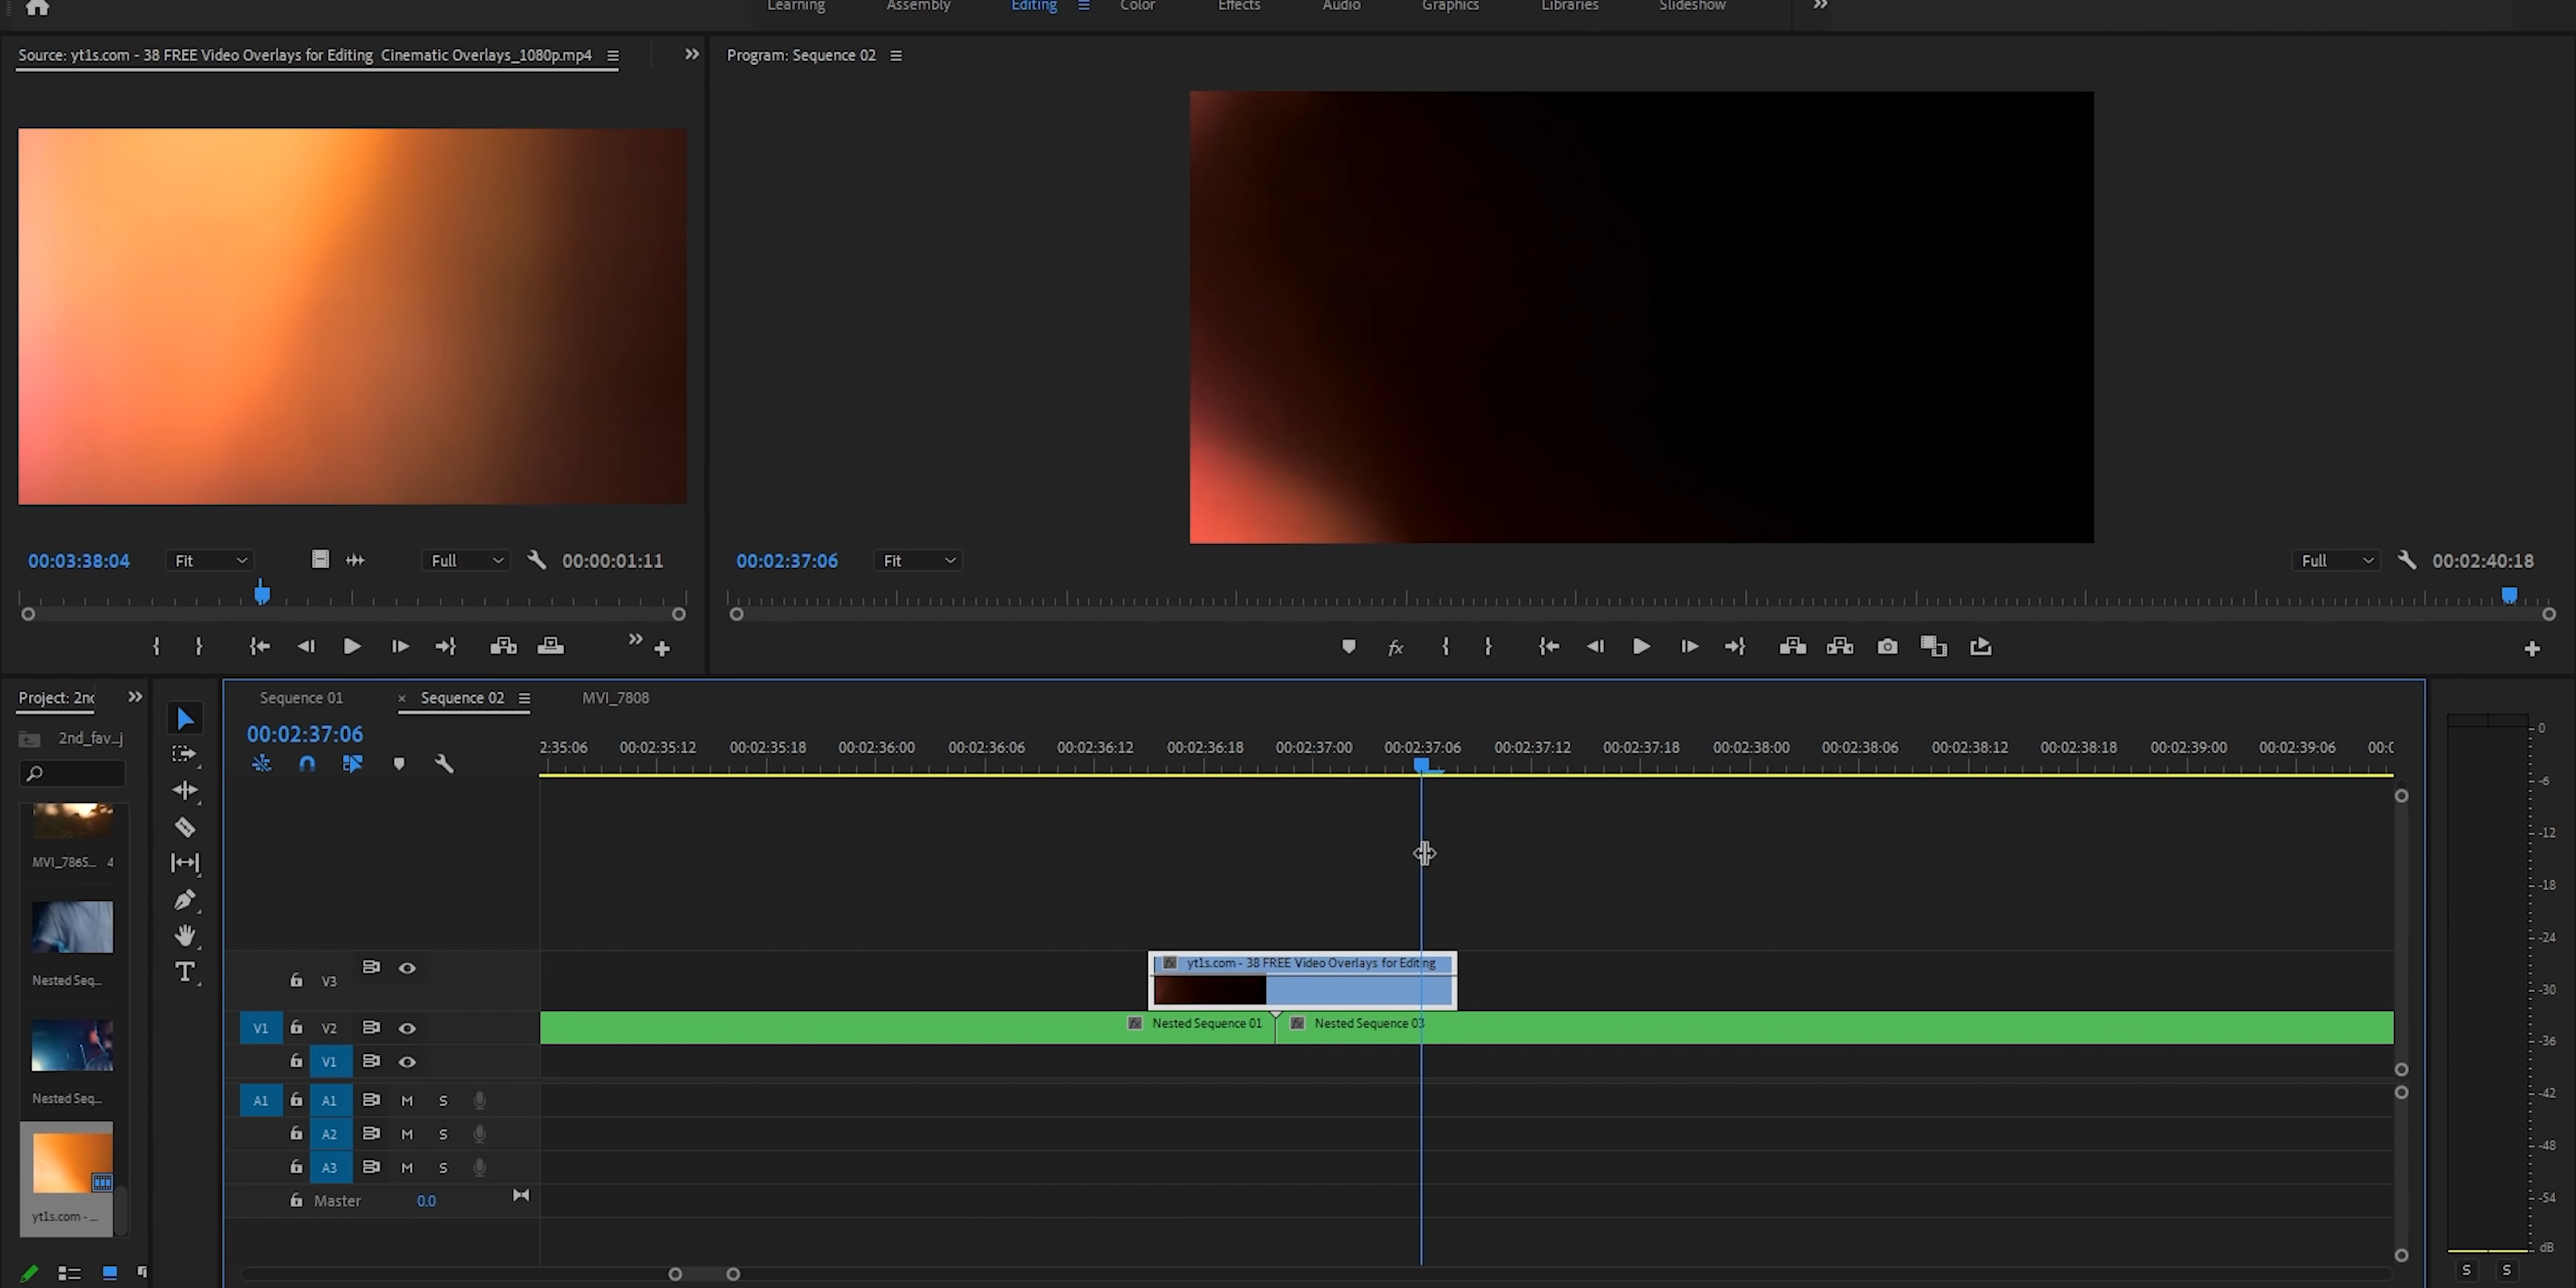 Learning Assembly Editing Color Effects Audio Graphics Libraries Slideshow
Source: yt1s.com - 38 FREE Video Overlays for Editing Cinematic Overlays_1080p.mp4
Program: Sequence 02
00:03:38:04 Fit Full 00:00:01:11
00:02:37:06 Fit Full 00:02:40:18
fx
Project: 2nd
2nd_fav_j
MVI_7865... 4
Nested Seq...
Nested Seq...
yt1s.com - ...
T
Sequence 01 × Sequence 02 MVI_7808
00:02:37:06
2:35:06 00:02:35:12 00:02:35:18 00:02:36:00 00:02:36:06 00:02:36:12 00:02:36:18 00:02:37:00 00:02:37:06 00:02:37:12 00:02:37:18 00:02:38:00 00:02:38:06 00:02:38:12 00:02:38:18 00:02:39:00 00:02:39:06 00:0
V3
fx yt1s.com - 38 FREE Video Overlays for Editing
V1 V2
fx Nested Sequence 01 fx Nested Sequence 03
V1
A1 A1 M S
A2 M S
A3 M S
Master 0.0
0
-6
-12
-18
-24
-30
-36
-42
-48
-54
dB
S S